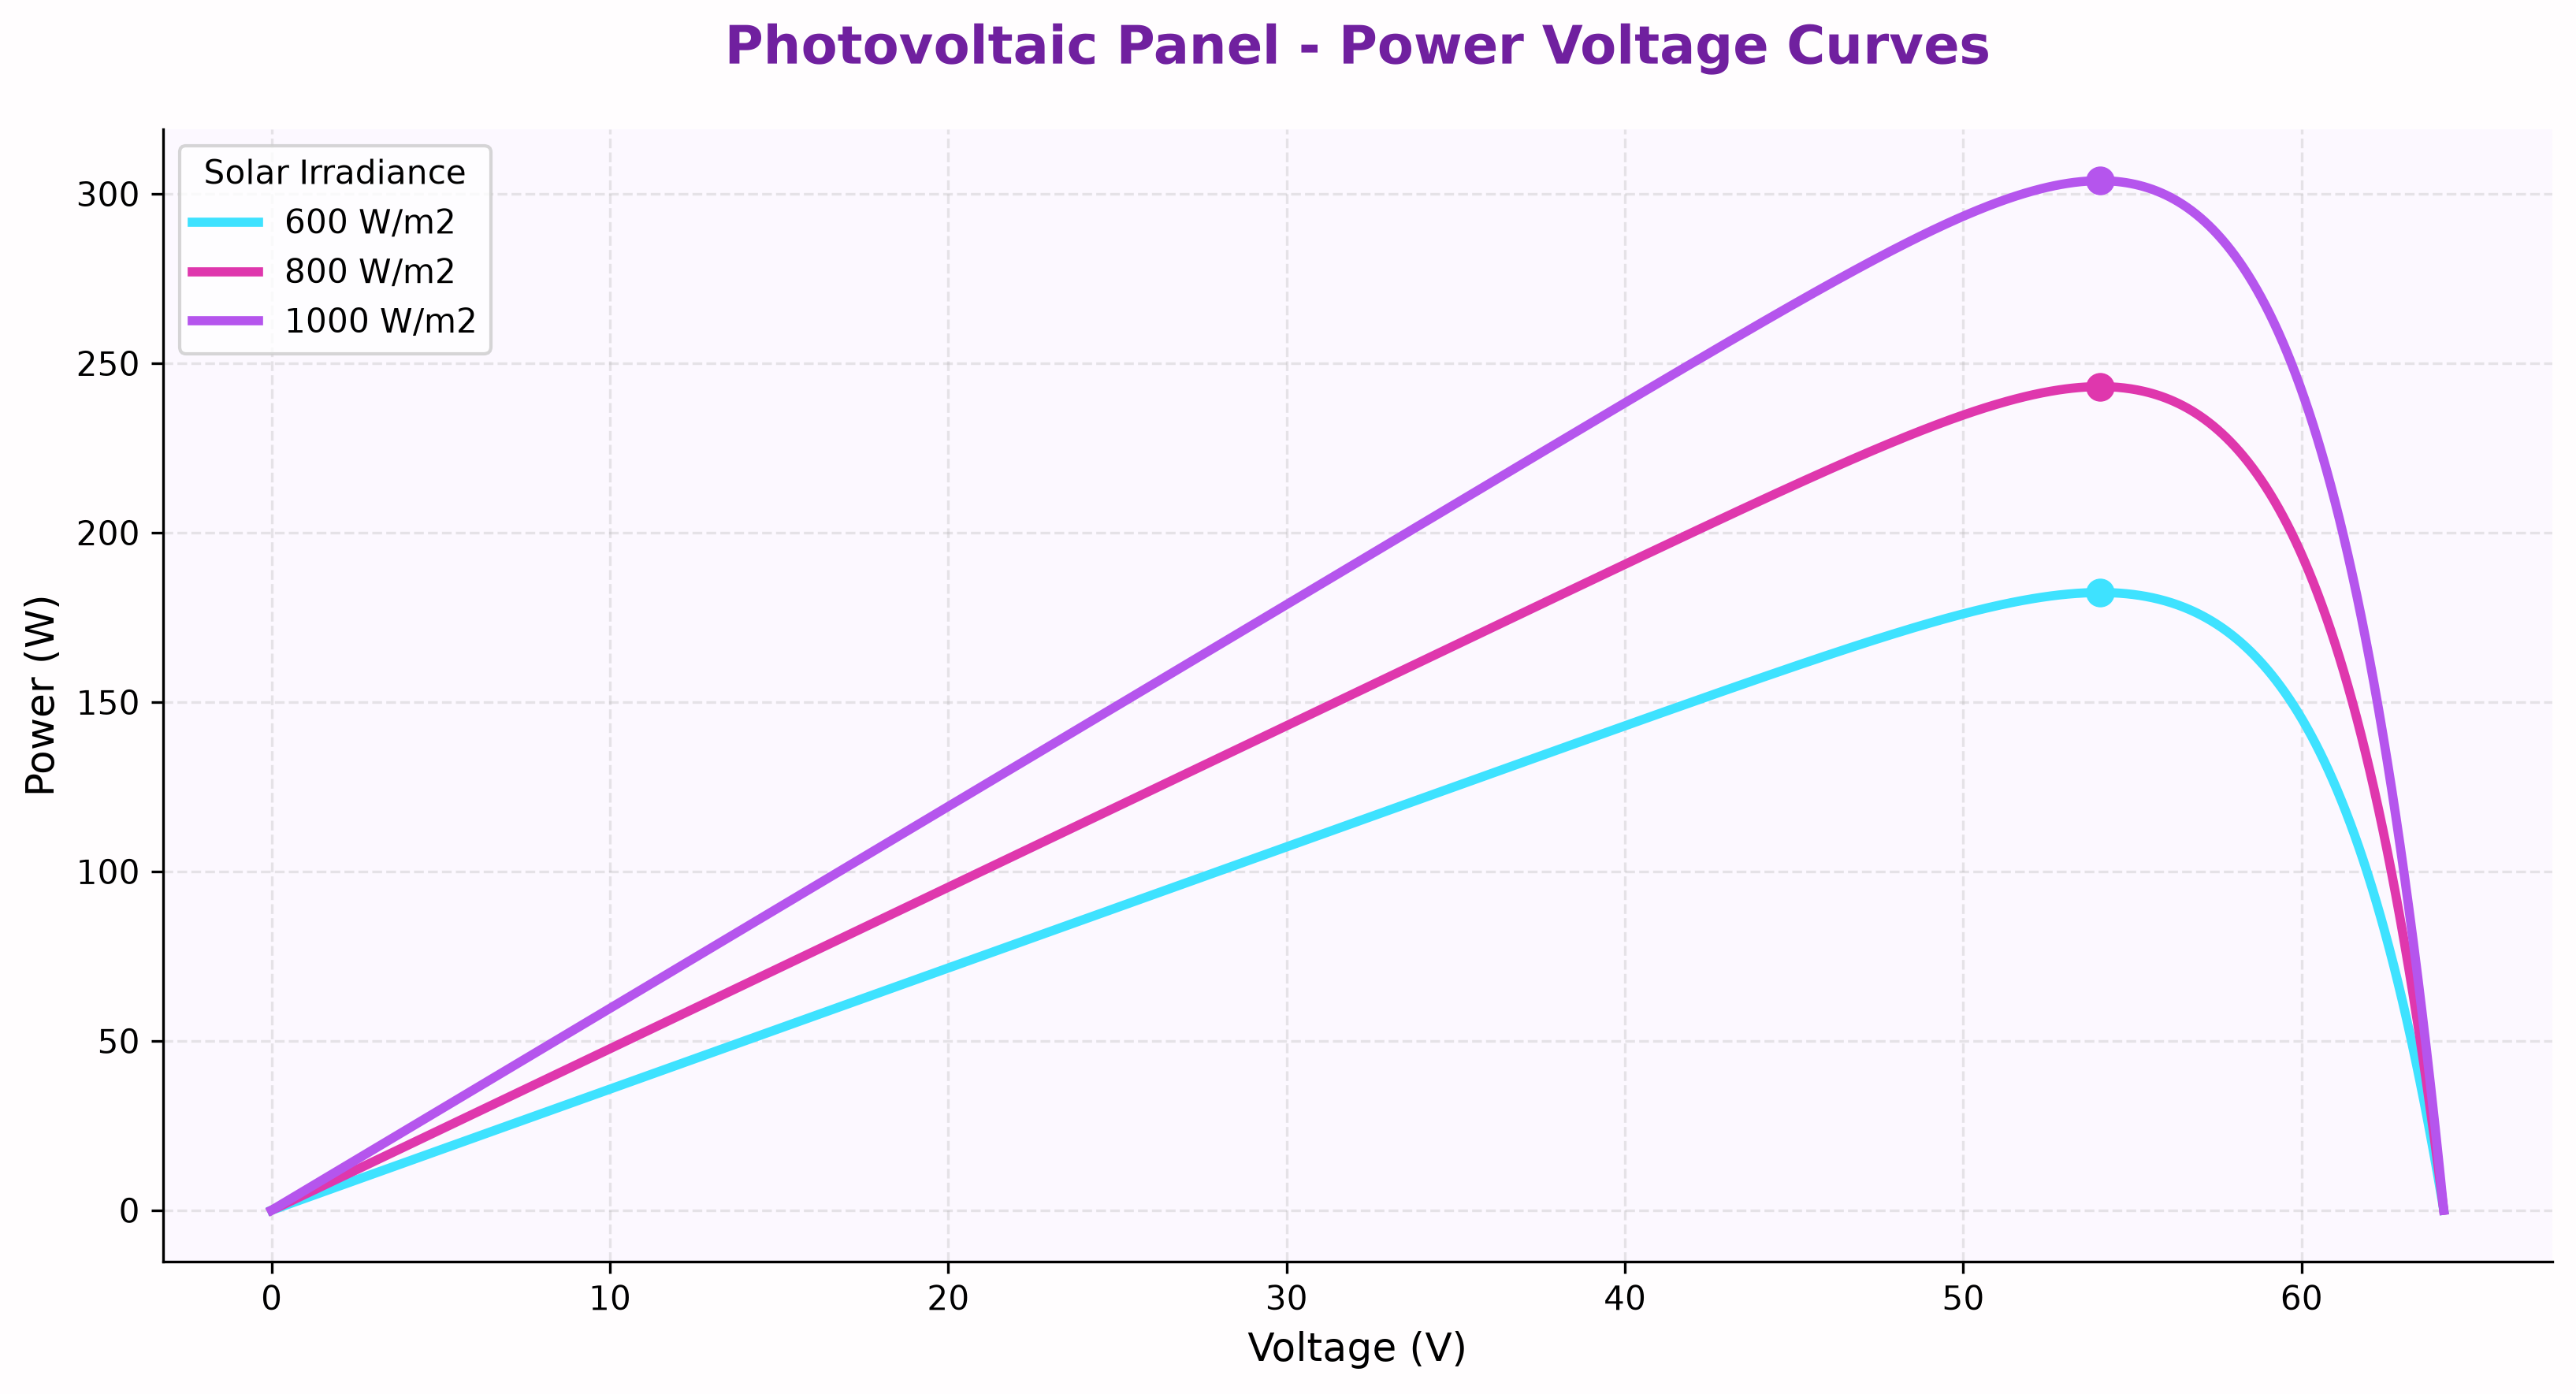 Photovoltaic Panel - Power Voltage Curves
Solar Irradiance
600 W/m2
800 W/m2
1000 W/m2
300
250
200
150
100
50
0
Power (W)
0 10 20 30 40 50 60
Voltage (V)